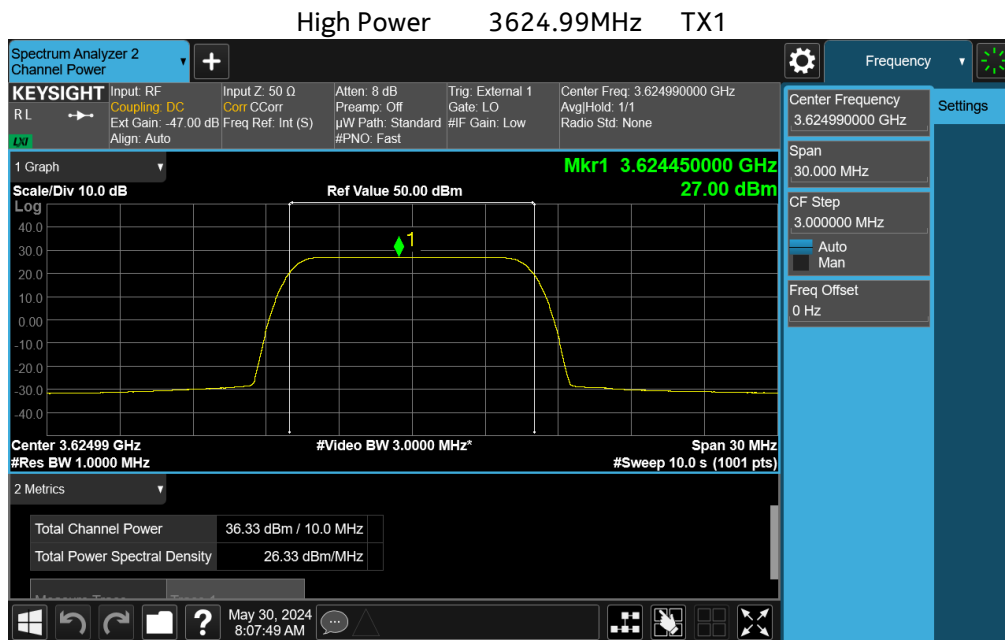 High Power 3624.99MHz TX1
Spectrum Analyzer 2
Channel Power
+
Frequency
KEYSIGHT
R L
LXI
Input: RF
Coupling: DC
Ext Gain: -47.00 dB
Align: Auto
Input Z: 50 Ω
Corr CCorr
Freq Ref: Int (S)
Atten: 8 dB
Preamp: Off
µW Path: Standard
#PNO: Fast
Trig: External 1
Gate: LO
#IF Gain: Low
Center Freq: 3.624990000 GHz
Avg|Hold: 1/1
Radio Std: None
Center Frequency
3.624990000 GHz
Settings
Span
30.000 MHz
CF Step
3.000000 MHz
Auto
Man
Freq Offset
0 Hz
1 Graph
Mkr1 3.624450000 GHz
27.00 dBm
Scale/Div 10.0 dB
Ref Value 50.00 dBm
Log
40.0
30.0
20.0
10.0
0.00
-10.0
-20.0
-30.0
-40.0
1
Center 3.62499 GHz
#Video BW 3.0000 MHz*
Span 30 MHz
#Res BW 1.0000 MHz
#Sweep 10.0 s (1001 pts)
2 Metrics
Total Channel Power 36.33 dBm / 10.0 MHz
Total Power Spectral Density 26.33 dBm/MHz
?
May 30, 2024
8:07:49 AM